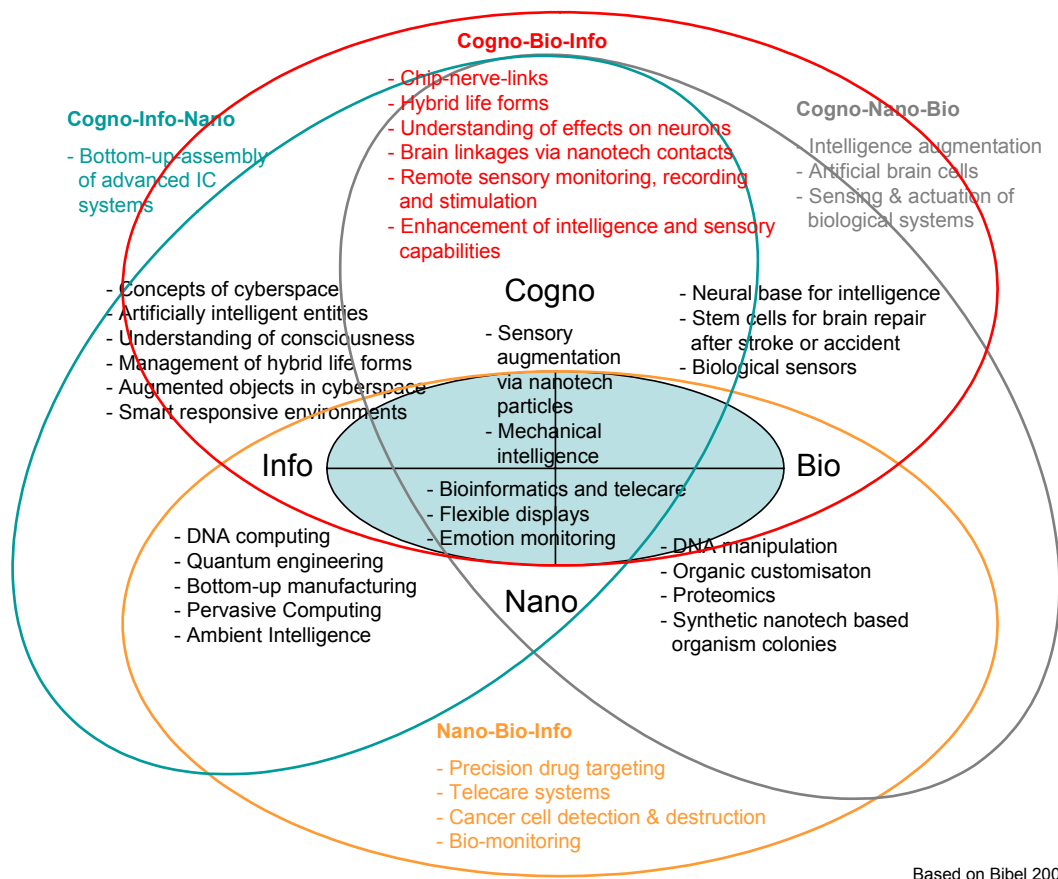 Cogno-Bio-Info
- Chip-nerve-links
- Hybrid life forms
- Understanding of effects on neurons
- Brain linkages via nanotech contacts
- Remote sensory monitoring, recording
and stimulation
- Enhancement of intelligence and sensory
capabilities
Cogno-Info-Nano
- Bottom-up-assembly
of advanced IC
systems
Cogno-Nano-Bio
- Intelligence augmentation
- Artificial brain cells
- Sensing & actuation of
biological systems
- Concepts of cyberspace
- Artificially intelligent entities
- Understanding of consciousness
- Management of hybrid life forms
- Augmented objects in cyberspace
- Smart responsive environments
Cogno
- Sensory
augmentation
via nanotech
particles
- Mechanical
intelligence
- Neural base for intelligence
- Stem cells for brain repair
after stroke or accident
- Biological sensors
Info
Bio
- Bioinformatics and telecare
- Flexible displays
- Emotion monitoring
- DNA computing
- Quantum engineering
- Bottom-up manufacturing
- Pervasive Computing
- Ambient Intelligence
Nano
- DNA manipulation
- Organic customisaton
- Proteomics
- Synthetic nanotech based
organism colonies
Nano-Bio-Info
- Precision drug targeting
- Telecare systems
- Cancer cell detection & destruction
- Bio-monitoring
Based on Bibel 200